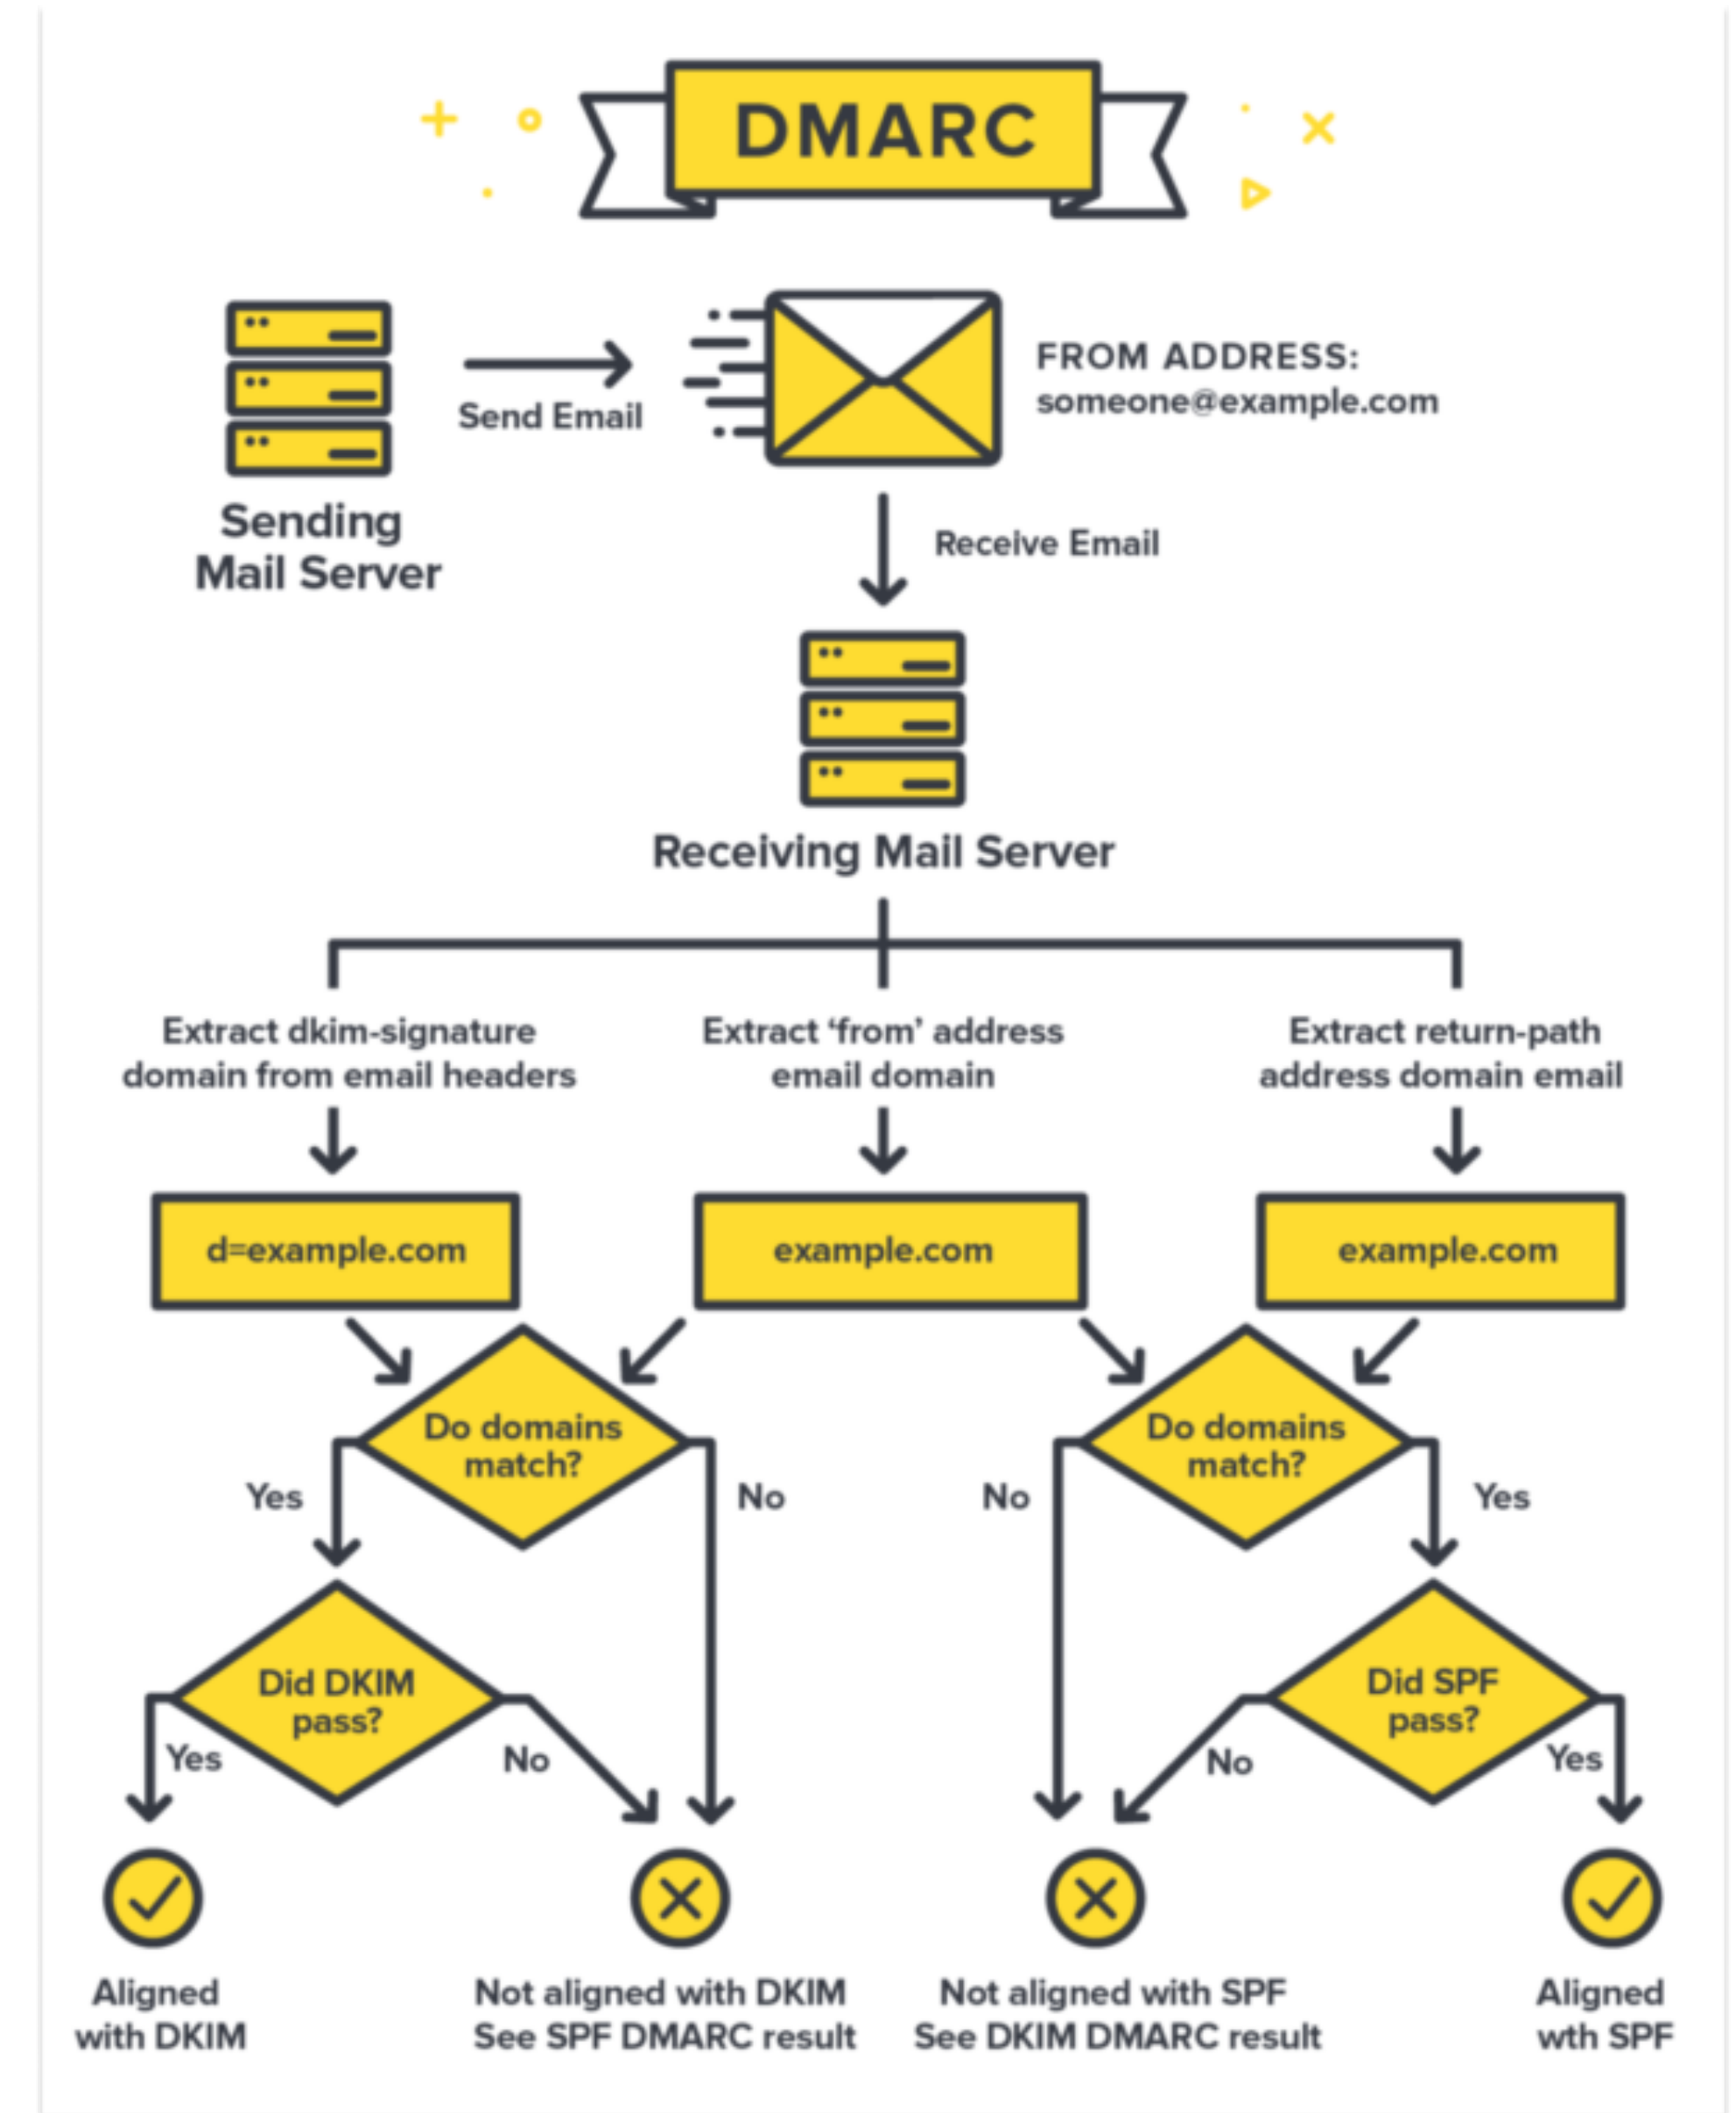 DMARC
FROM ADDRESS:
someone@example.com
Send Email
Sending
Mail Server
Receive Email
Receiving Mail Server
Extract dkim-signature
domain from email headers
Extract ‘from’ address
email domain
Extract return-path
address domain email
d=example.com
example.com
example.com
Do domains
match?
Do domains
match?
Yes
No
No
Yes
Did DKIM
pass?
Did SPF
pass?
Yes
No
No
Yes
Aligned
with DKIM
Not aligned with DKIM
See SPF DMARC result
Not aligned with SPF
See DKIM DMARC result
Aligned
wth SPF